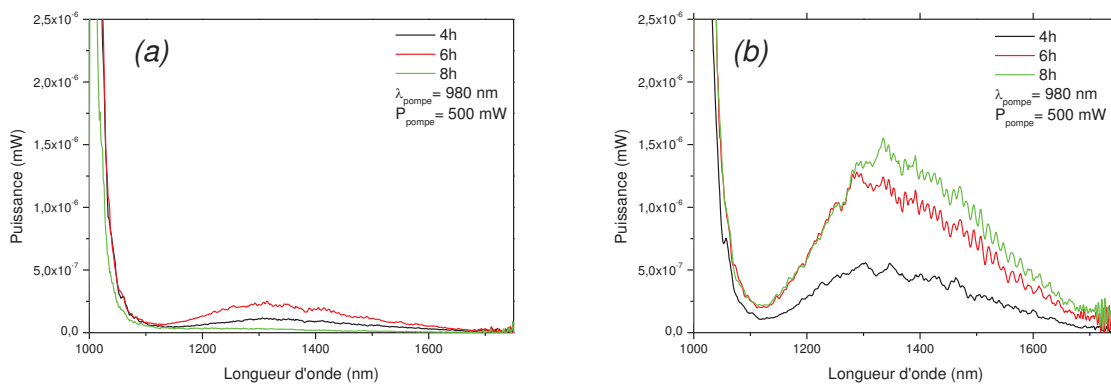 (a)
4h
6h
8h
λpompe= 980 nm
Ppompe= 500 mW
Puissance (mW)
2,5x10-6
2,0x10-6
1,5x10-6
1,0x10-6
5,0x10-7
0,0
1000 1200 1400 1600
Longueur d'onde (nm)
(b)
4h
6h
8h
λpompe= 980 nm
Ppompe= 500 mW
Puissance (mW)
2,5x10-6
2,0x10-6
1,5x10-6
1,0x10-6
5,0x10-7
0,0
1000 1200 1400 1600
Longueur d'onde (nm)